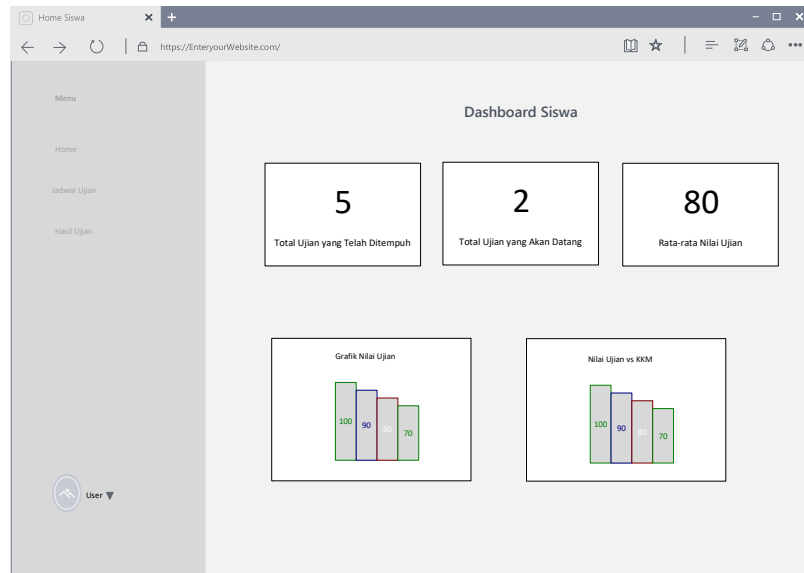 Home Siswa
https://EnteryourWebsite.com/
Menu
Home
Jadwal Ujian
Hasil Ujian
User
Dashboard Siswa
5
Total Ujian yang Telah Ditempuh
2
Total Ujian yang Akan Datang
80
Rata-rata Nilai Ujian
Grafik Nilai Ujian
100 90 80 70
Nilai Ujian vs KKM
100 90 80 70